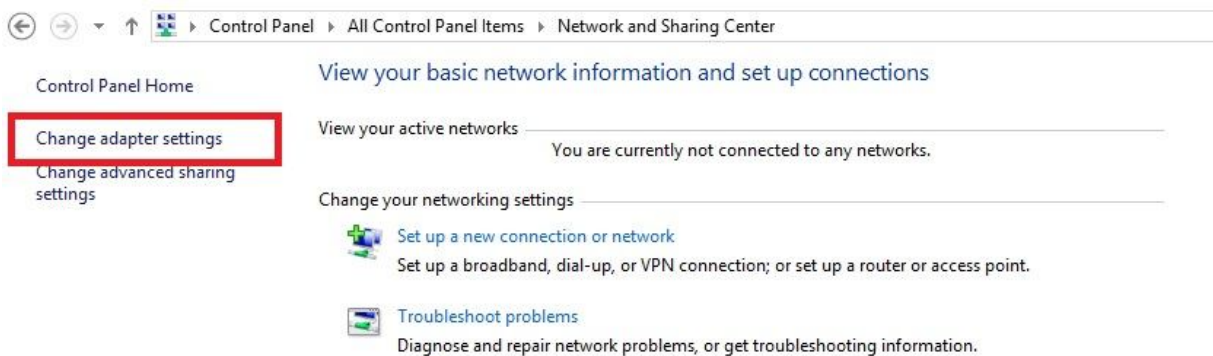 Control Panel ▸ All Control Panel Items ▸ Network and Sharing Center
Control Panel Home
Change adapter settings
Change advanced sharing
settings
View your basic network information and set up connections
View your active networks
You are currently not connected to any networks.
Change your networking settings
Set up a new connection or network
Set up a broadband, dial-up, or VPN connection; or set up a router or access point.
Troubleshoot problems
Diagnose and repair network problems, or get troubleshooting information.